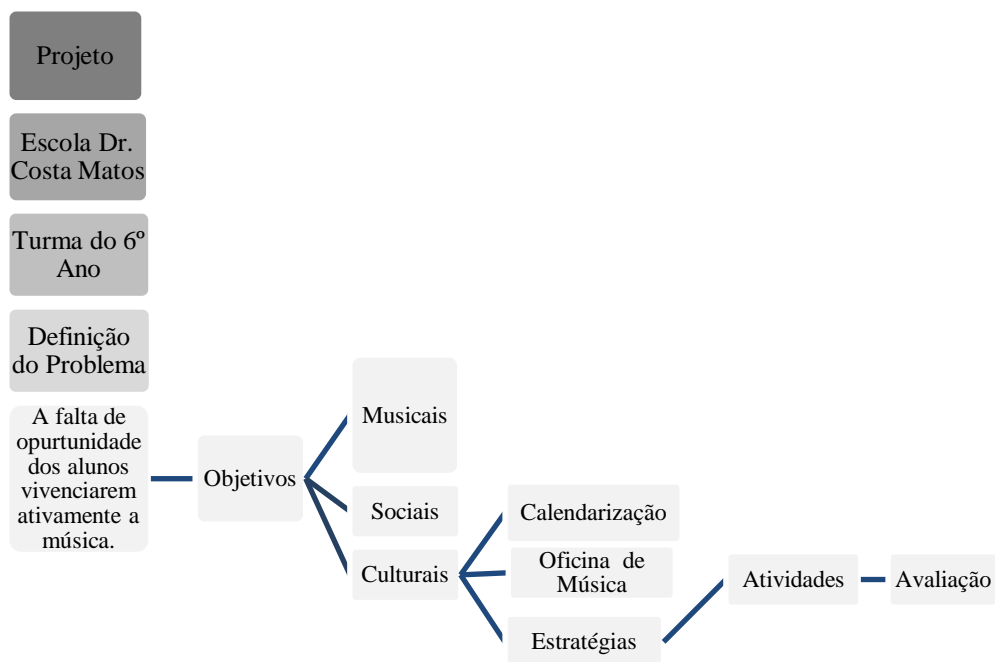 Projeto
Escola Dr.
Costa Matos
Turma do 6º
Ano
Definição
do Problema
A falta de
opurtunidade
dos alunos
vivenciarem
ativamente a
música.
Objetivos
Musicais
Sociais
Culturais
Calendarização
Oficina de
Música
Estratégias
Atividades
Avaliação